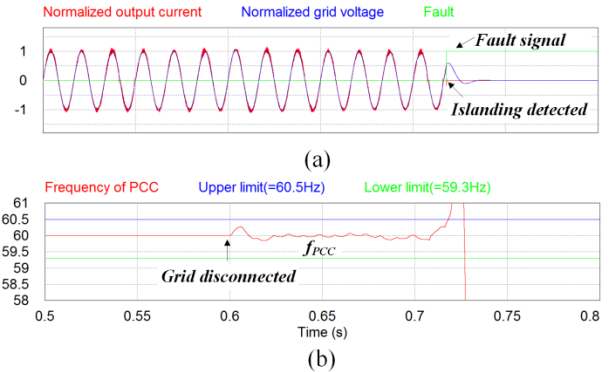 Normalized output current Normalized grid voltage Fault
1
0
-1
Fault signal
Islanding detected
(a)
Frequency of PCC Upper limit(=60.5Hz) Lower limit(=59.3Hz)
61
60.5
60
59.5
59
58.5
58
fPCC
Grid disconnected
0.5 0.55 0.6 0.65 0.7 0.75 0.8
Time (s)
(b)